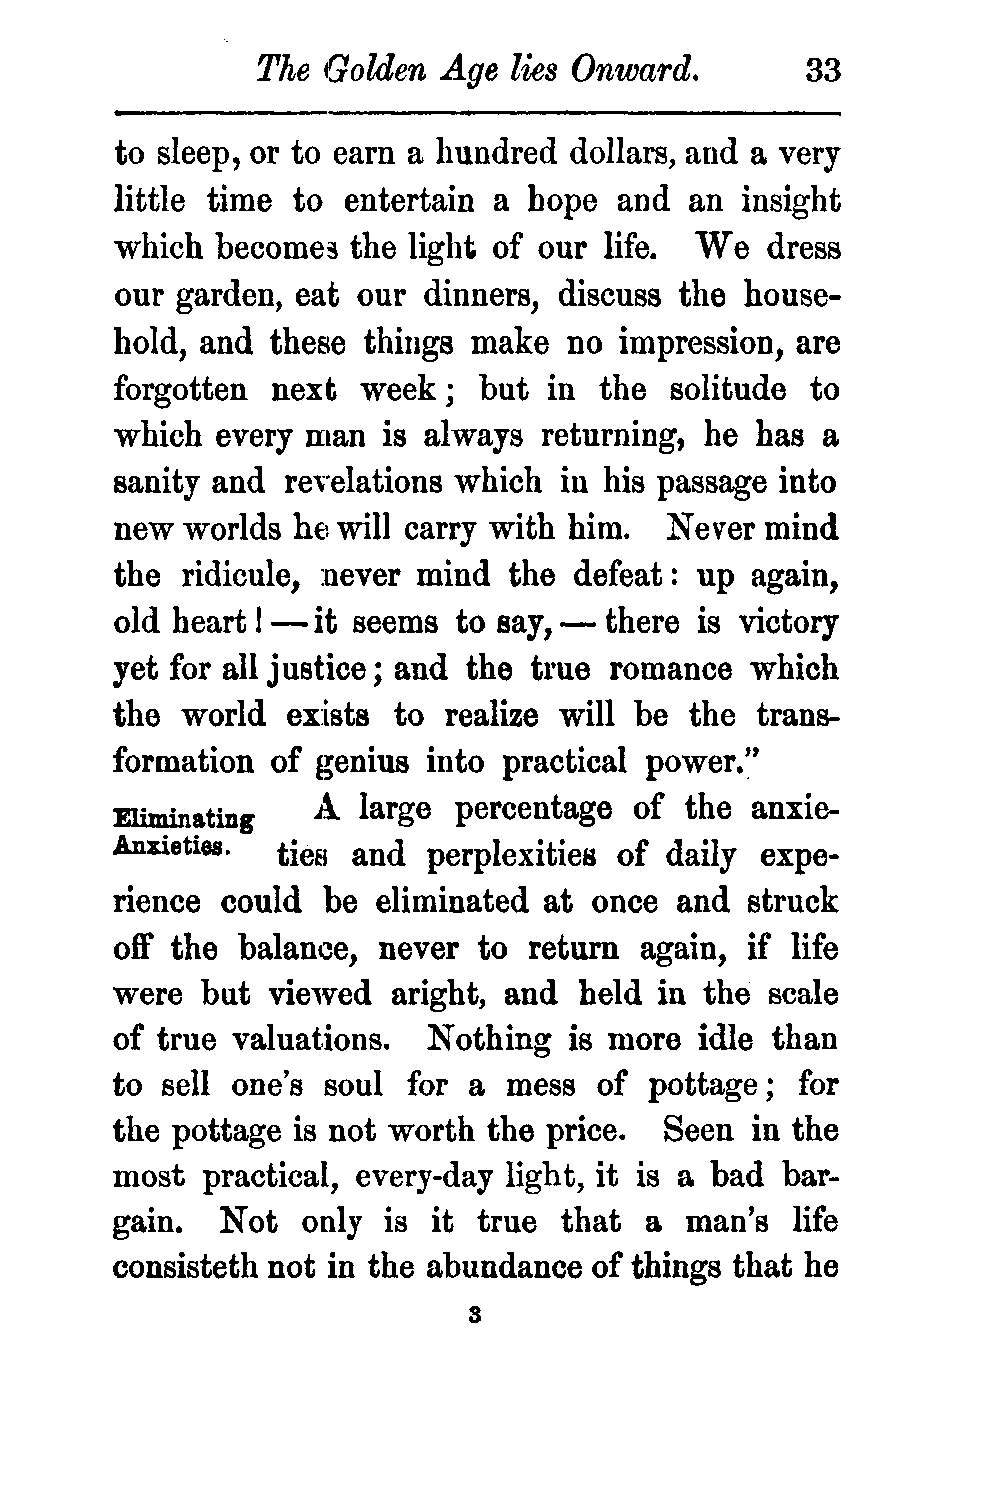 The Golden Age lies Onward. 33
to sleep, or to earn a hundred dollars, and a very
little time to entertain a hope and an insight
which becomes the light of our life. We dress
our garden, eat our dinners, discuss the house-
hold, and these things make no impression, are
forgotten next week; but in the solitude to
which every man is always returning, he has a
sanity and revelations which in his passage into
new worlds he will carry with him. Never mind
the ridicule, never mind the defeat: up again,
old heart! — it seems to say, — there is victory
yet for all justice; and the true romance which
the world exists to realize will be the trans-
formation of genius into practical power."
Eliminating
Anxieties.
A large percentage of the anxie-
ties and perplexities of daily expe-
rience could be eliminated at once and struck
off the balance, never to return again, if life
were but viewed aright, and held in the scale
of true valuations. Nothing is more idle than
to sell one's soul for a mess of pottage; for
the pottage is not worth the price. Seen in the
most practical, every-day light, it is a bad bar-
gain. Not only is it true that a man's life
consisteth not in the abundance of things that he
3